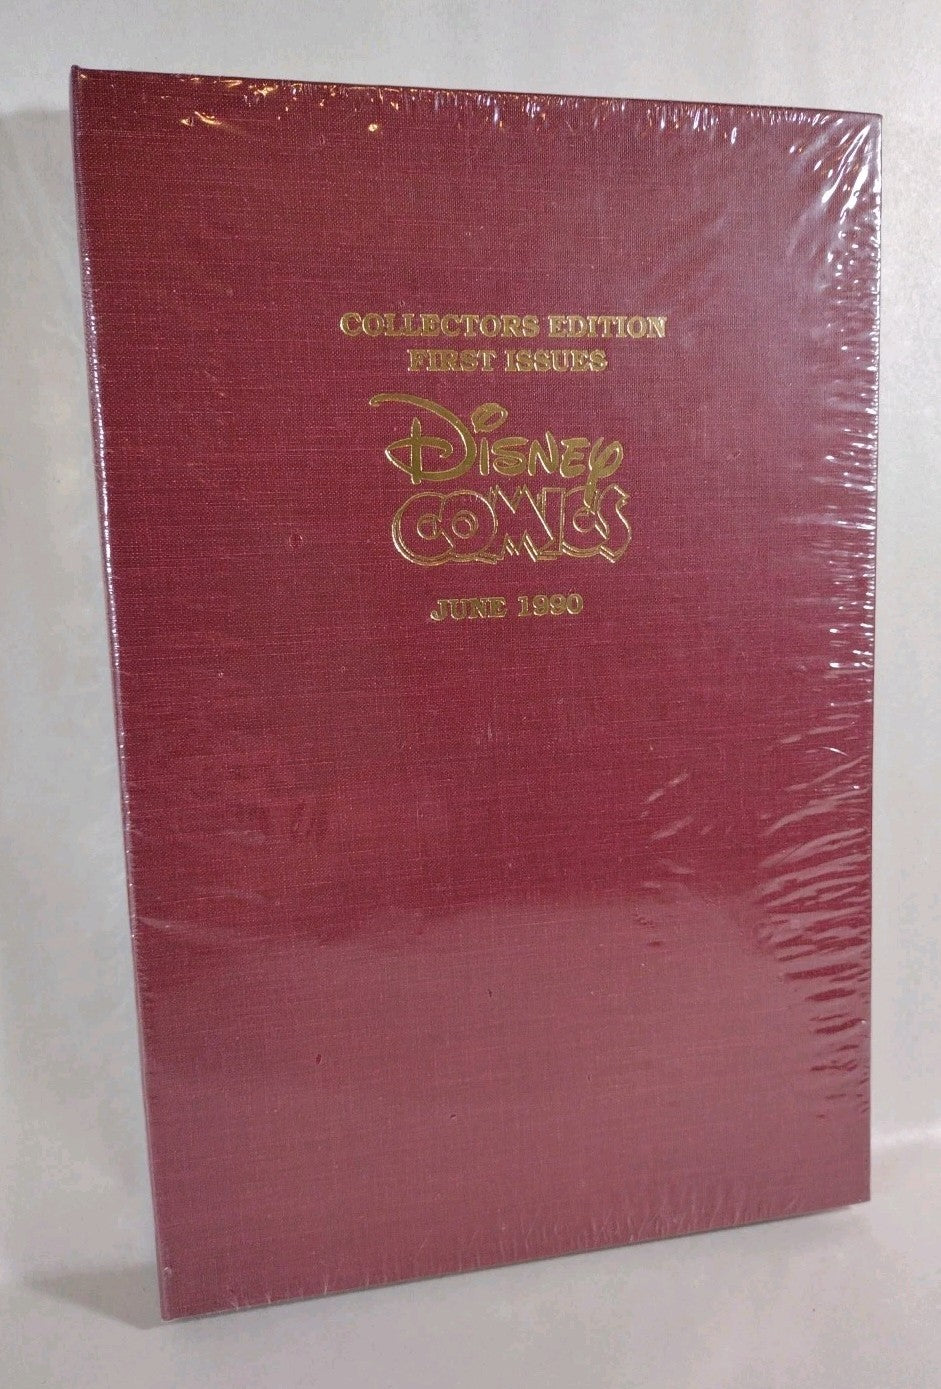 COLLECTORS EDITION
FIRST ISSUES
DISNEY
COMICS
JUNE 1990